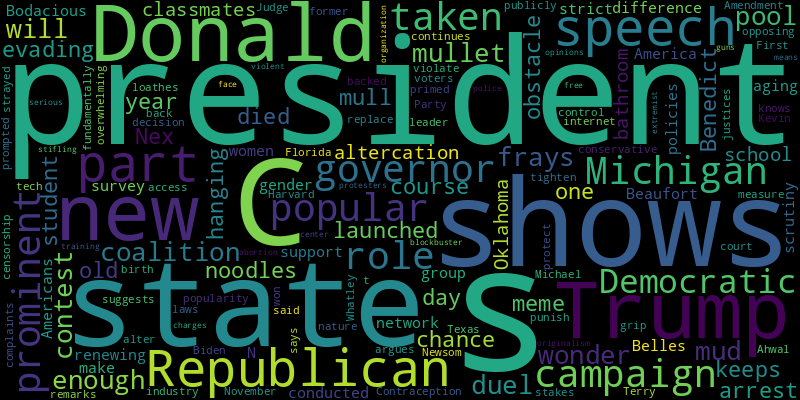 Bodacious classmates Judge former publicly strict difference Amendment
will Donald organization taken speech pool
evading continues mullet obstacle America First opposing
president
prompted strayed fundamentally overwhelming loathes face backed violate voters bathroom policies Benedict guns means
violent police primed opinions free aging
year mull Party control knows
serious back died replace leader internet justices Kevin
decision Nex extremist conservative
stifling women Florida altercation frays tighten school
part hanging C governor Michigan
tech survey access gender Harvard protesters course one Beaufort measure
student new popular Oklahoma shows scrutiny
prominent training launched protect court
censorship coalition abortion center support role blockbuster
Americans old birth noodles group Michael Democratic
state s Trump
contest suggests popularity won t day meme punish
complaints laws said Whatley network Texas grip
alter charges nature chance originalism
renewing Biden N says argues Newsom wonder Belles mud Ahwal
make Republican campaign keeps
enough industry November conducted Contraception duel stakes Terry arrest
remarks